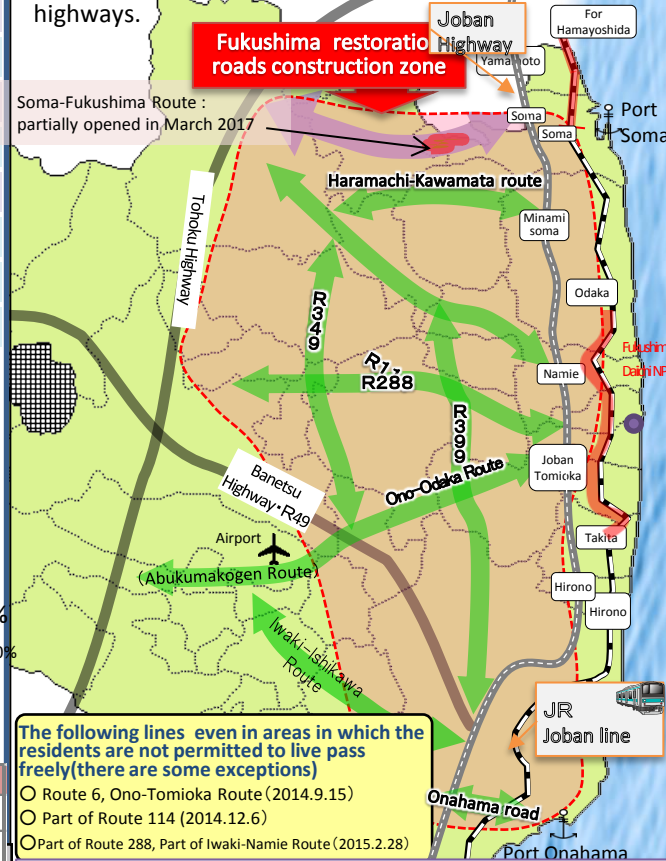 highways.
Joban
Highway
For
Hamayoshida
Fukushima restoratio
roads construction zone
Yamamoto
Soma-Fukushima Route :
partially opened in March 2017
Soma
Soma
Port
Soma
Haramachi-Kawamata route
Minami
soma
Tohoku Highway
Odaka
R349
Fukushim
Daiichi NP
R288
Namie
R399
Joban
Tomioka
Ono-Odaka Route
Banetsu
Highway・R49
Airport
Takita
(Abukumakogen Route)
Hirono
Hirono
%
0%
Iwaki-Ishikawa
Route
JR
Joban line
The following lines even in areas in which the
residents are not permitted to live pass
freely(there are some exceptions)
○ Route 6, Ono-Tomioka Route(2014.9.15)
○ Part of Route 114 (2014.12.6)
○Part of Route 288, Part of Iwaki-Namie Route(2015.2.28)
Onahama road
Port Onahama